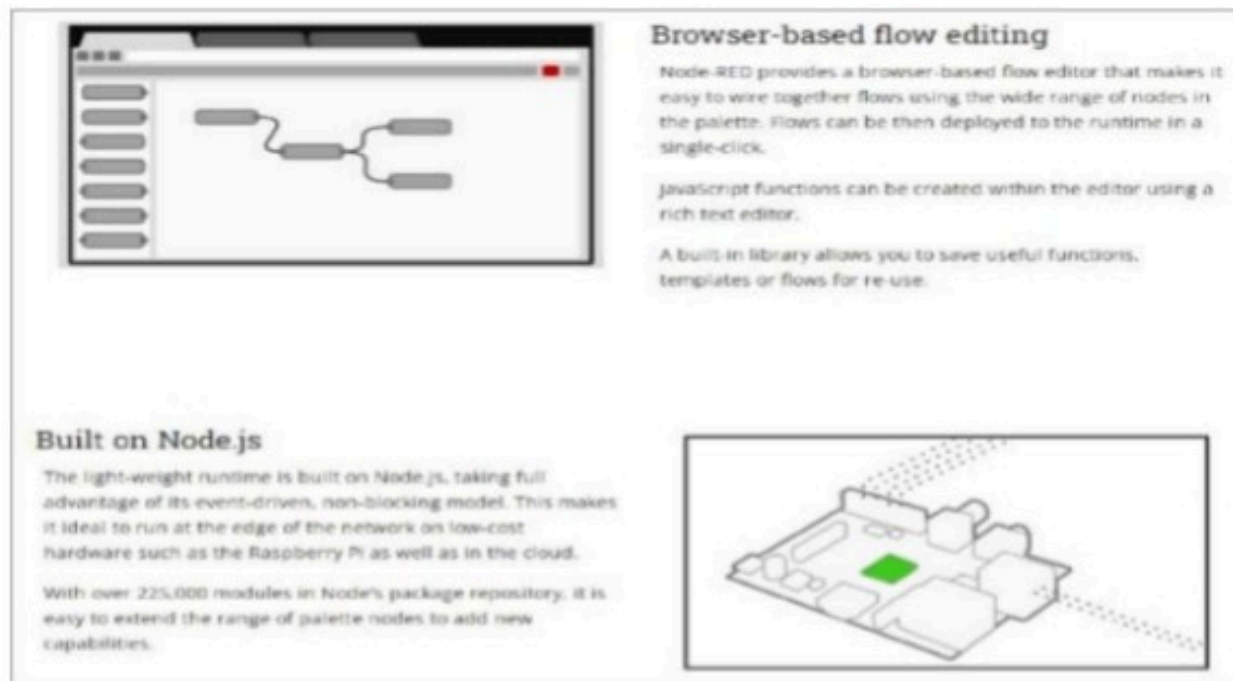 Browser-based flow editing
Node-RED provides a browser-based flow editor that makes it
easy to wire together flows using the wide range of nodes in
the palette. Flows can be then deployed to the runtime in a
single-click.
JavaScript functions can be created within the editor using a
rich text editor.
A built-in library allows you to save useful functions,
templates or flows for re-use.
Built on Node.js
The light-weight runtime is built on Node.js, taking full
advantage of its event-driven, non-blocking model. This makes
it ideal to run at the edge of the network on low-cost
hardware such as the Raspberry Pi as well as in the cloud.
With over 225,000 modules in Node's package repository, it is
easy to extend the range of palette nodes to add new
capabilities.